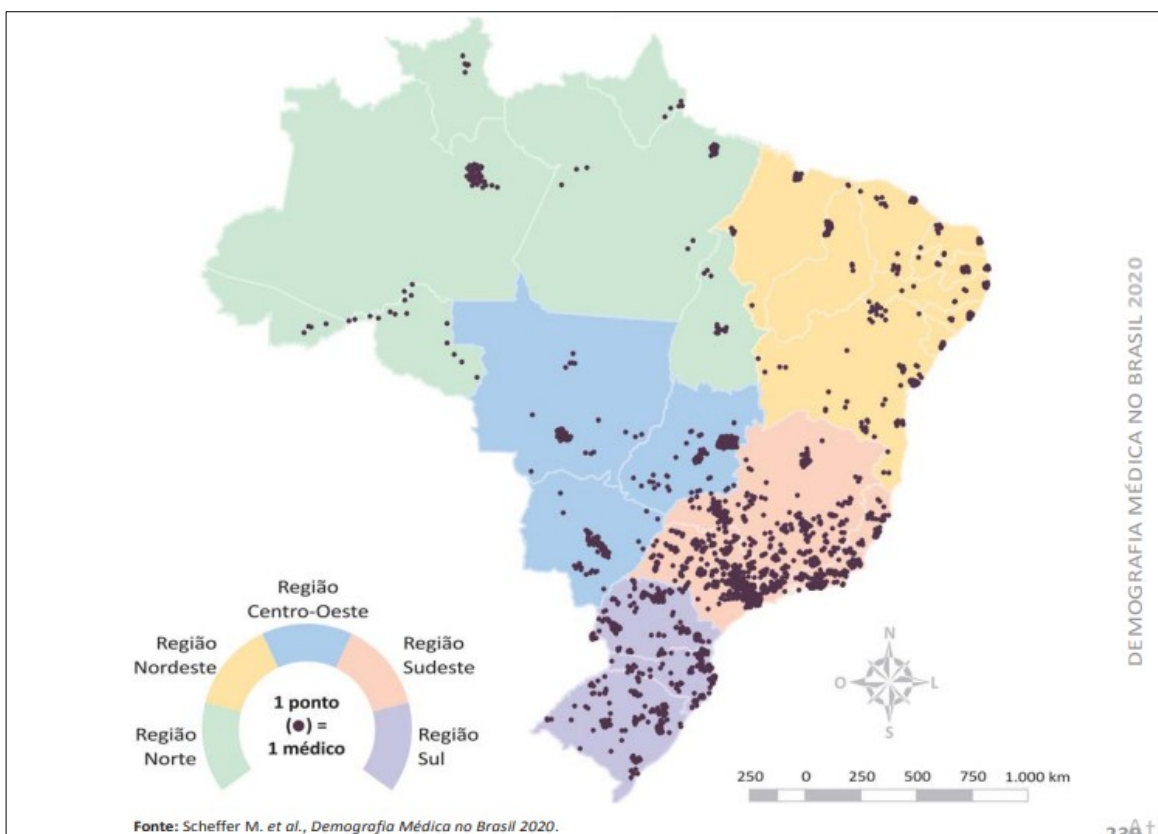 Região
Centro-Oeste
Região
Nordeste
Região
Sudeste
Região
Norte
1 ponto
(●) =
1 médico
Região
Sul
N
O
L
S
250 0 250 500 750 1.000 km
Fonte: Scheffer M. et al., Demografia Médica no Brasil 2020.
DEMOGRAFIA MÉDICA NO BRASIL 2020